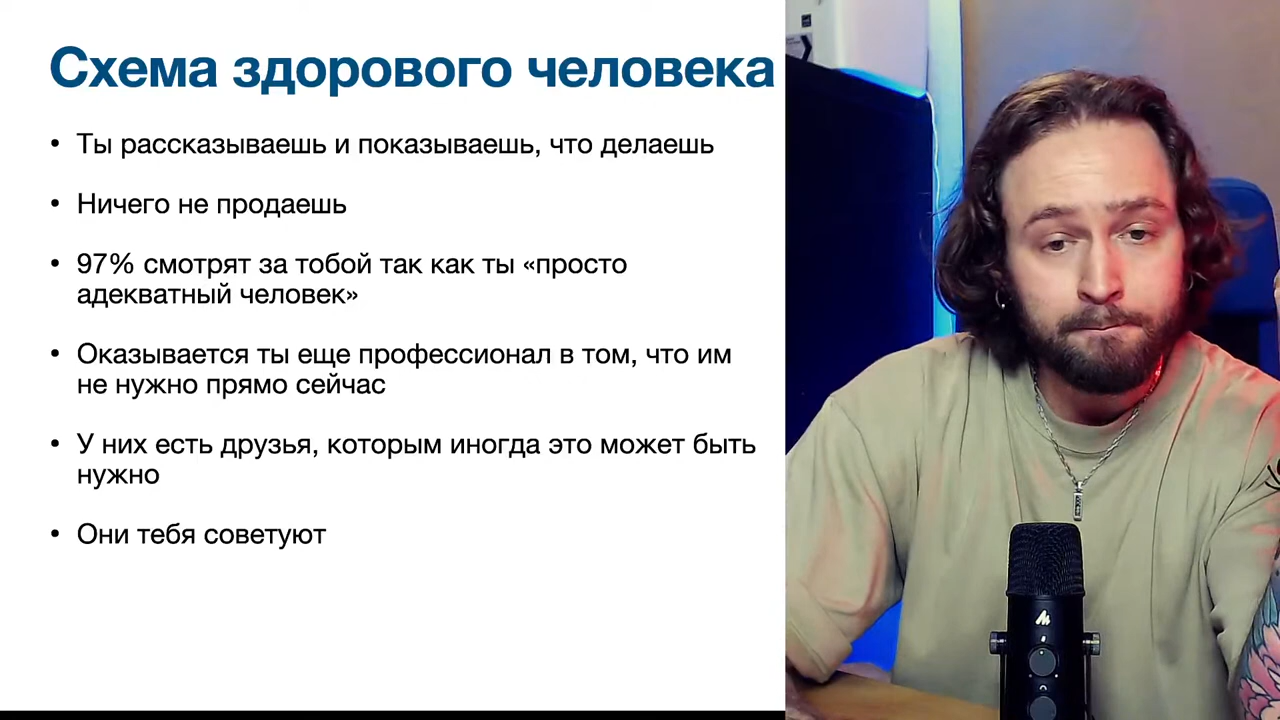 Схема здорового человека
• Ты рассказываешь и показываешь, что делаешь
• Ничего не продаешь
• 97% смотрят за тобой так как ты «просто
адекватный человек»
• Оказывается ты еще профессионал в том, что им
не нужно прямо сейчас
• У них есть друзья, которым иногда это может быть
нужно
• Они тебя советуют